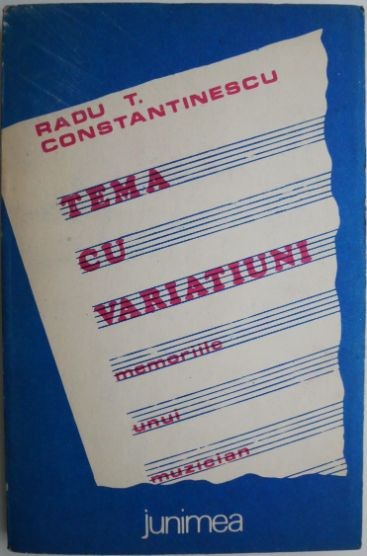 RADU T.
CONSTANTINESCU
TEMA
CU
VARIATIUNI
memoriile
unui
muzician
junimea